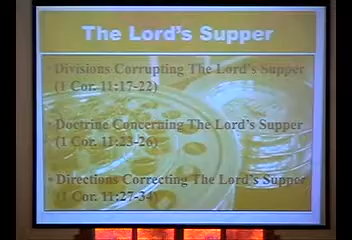 The Lord's Supper
• Divisions Corrupting The Lord's Supper
(1 Cor. 11:17-22)
• Doctrine Concerning The Lord's Supper
(1 Cor. 11:23-26)
• Directions Correcting The Lord's Supper
(1 Cor. 11:27-34)